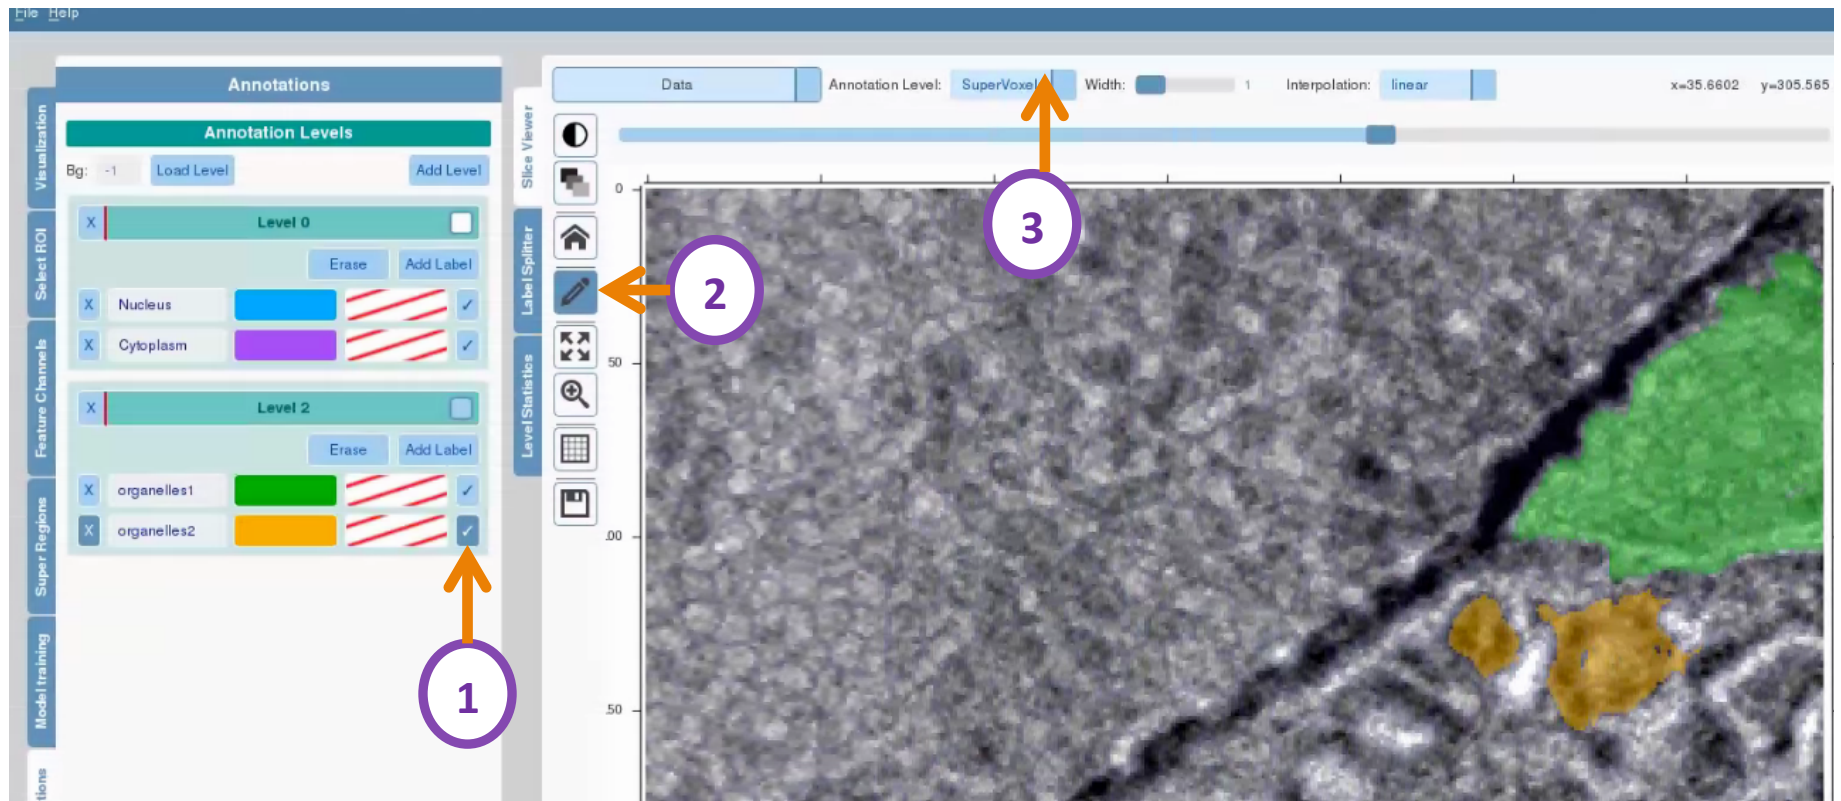 File Help
Annotations
Annotation Levels
Bg: -1 Load Level Add Level
X Level 0
Erase Add Label
X Nucleus ✓
X Cytoplasm ✓
X Level 2
Erase Add Label
X organelles1 ✓
X organelles2 ✓
1
Visualization
Select ROI
Feature Channels
Super Regions
Model training
tions
Slice Viewer
Label Splitter
Level Statistics
Data Annotation Level: SuperVoxel Width: 1 Interpolation: linear x=35.6602 y=305.565
2
3
0
50
.00
50